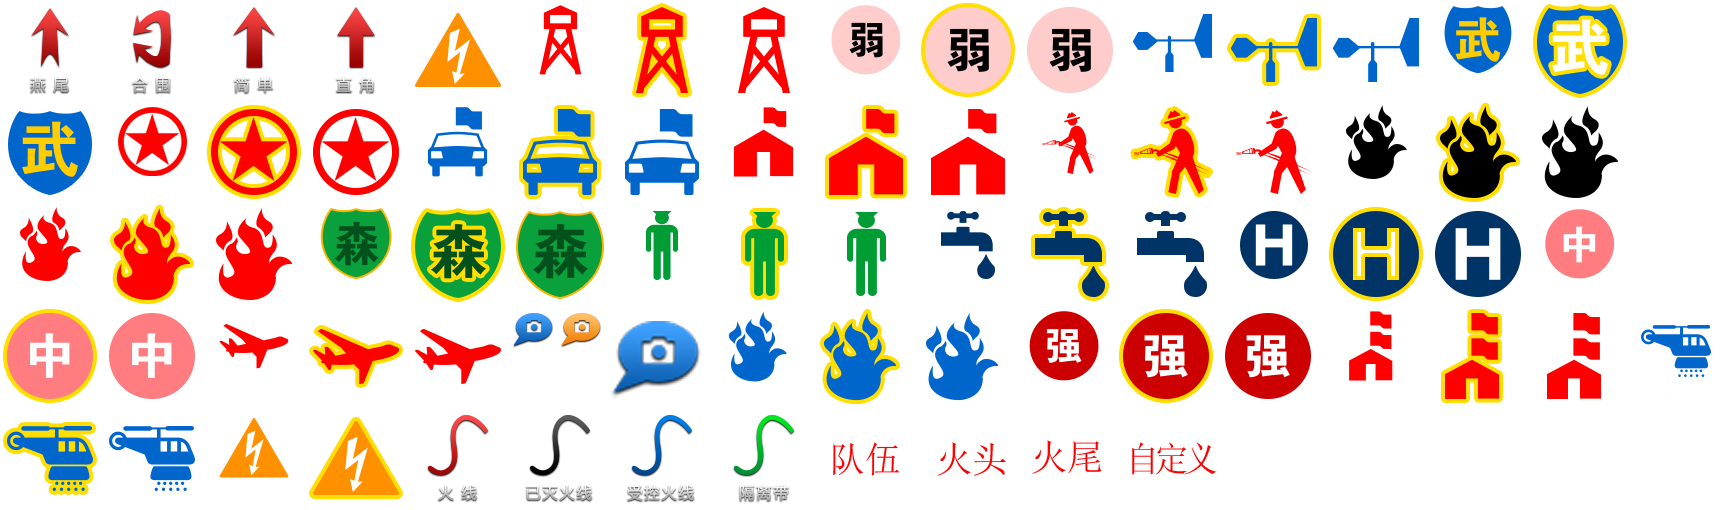 燕尾
合围
简单
直角
弱
弱
弱
武
武
武
森
森
森
H
H
H
中
中
中
强
强
强
火线
已灭火线
受控火线
隔离带
队伍
火头
火尾
自定义